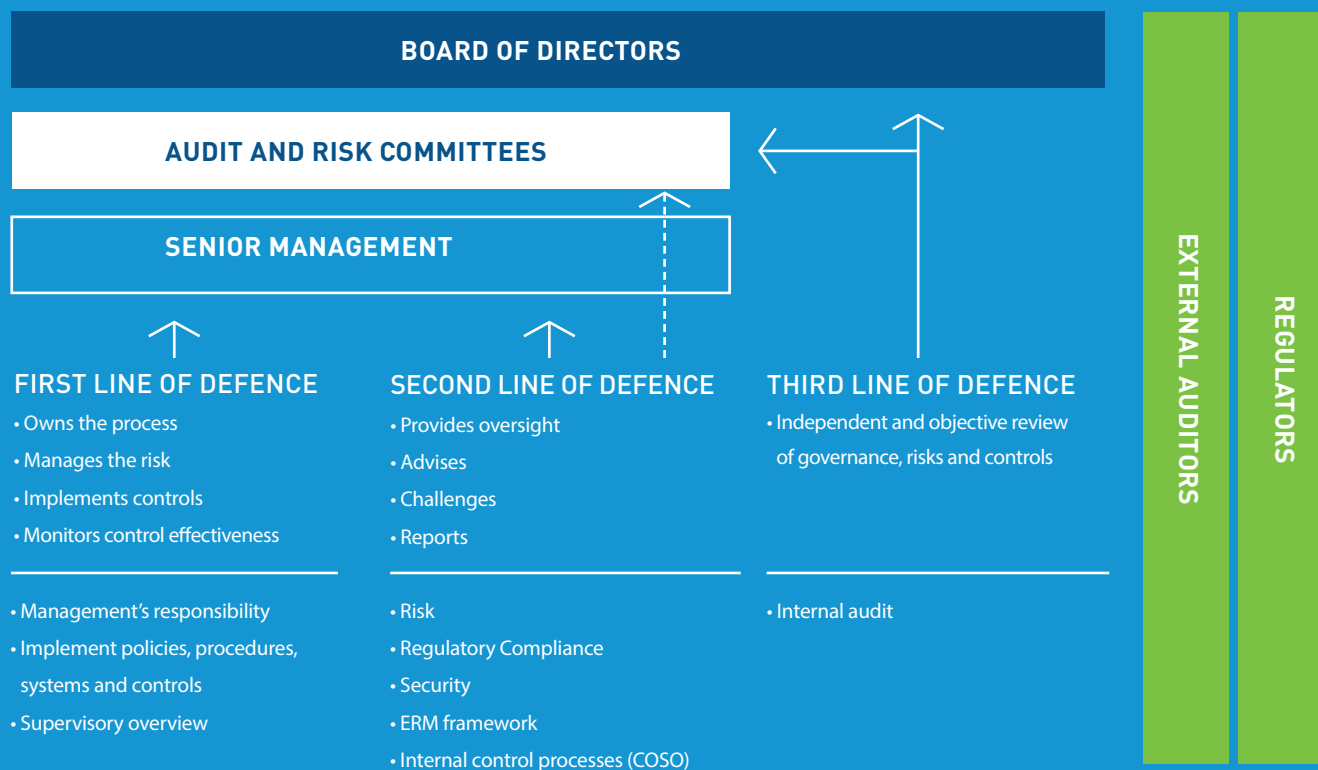 BOARD OF DIRECTORS
AUDIT AND RISK COMMITTEES
SENIOR MANAGEMENT
FIRST LINE OF DEFENCE
• Owns the process
• Manages the risk
• Implements controls
• Monitors control effectiveness
• Management's responsibility
• Implement policies, procedures,
systems and controls
• Supervisory overview
SECOND LINE OF DEFENCE
• Provides oversight
• Advises
• Challenges
• Reports
• Risk
• Regulatory Compliance
• Security
• ERM framework
• Internal control processes (COSO)
THIRD LINE OF DEFENCE
• Independent and objective review
of governance, risks and controls
• Internal audit
EXTERNAL AUDITORS
REGULATORS